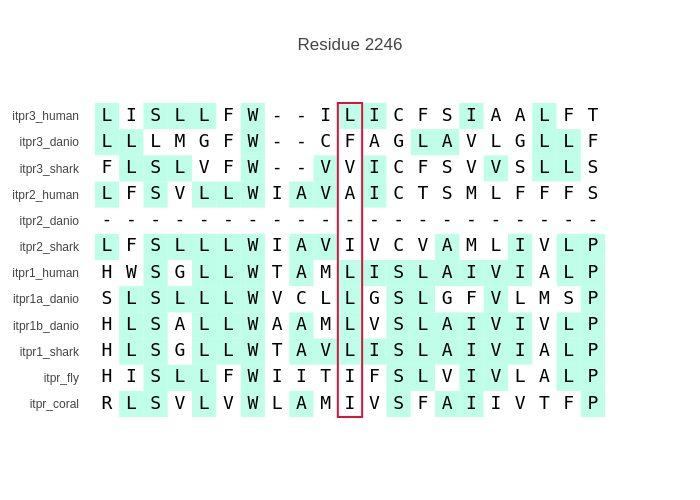 Residue 2246
itpr3_human L I S L L F W - - I L I C F S I A A L F T
itpr3_danio L L L M G F W - - C F A G L A V L G L L F
itpr3_shark F L S L V F W - - V V I C F S V V S L L S
itpr2_human L F S V L L W I A V A I C T S M L F F F S
itpr2_danio - - - - - - - - - - - - - - - - - - - - -
itpr2_shark L F S L L L W I A V I V C V A M L I V L P
itpr1_human H W S G L L W T A M L I S L A I V I A L P
itpr1a_danio S L S L L L W V C L L G S L G F V L M S P
itpr1b_danio H L S A L L W A A M L V S L A I V I V L P
itpr1_shark H L S G L L W T A V L I S L A I V I A L P
itpr_fly H I S L L F W I I T I F S L V I V L A L P
itpr_coral R L S V L V W L A M I V S F A I I V T F P